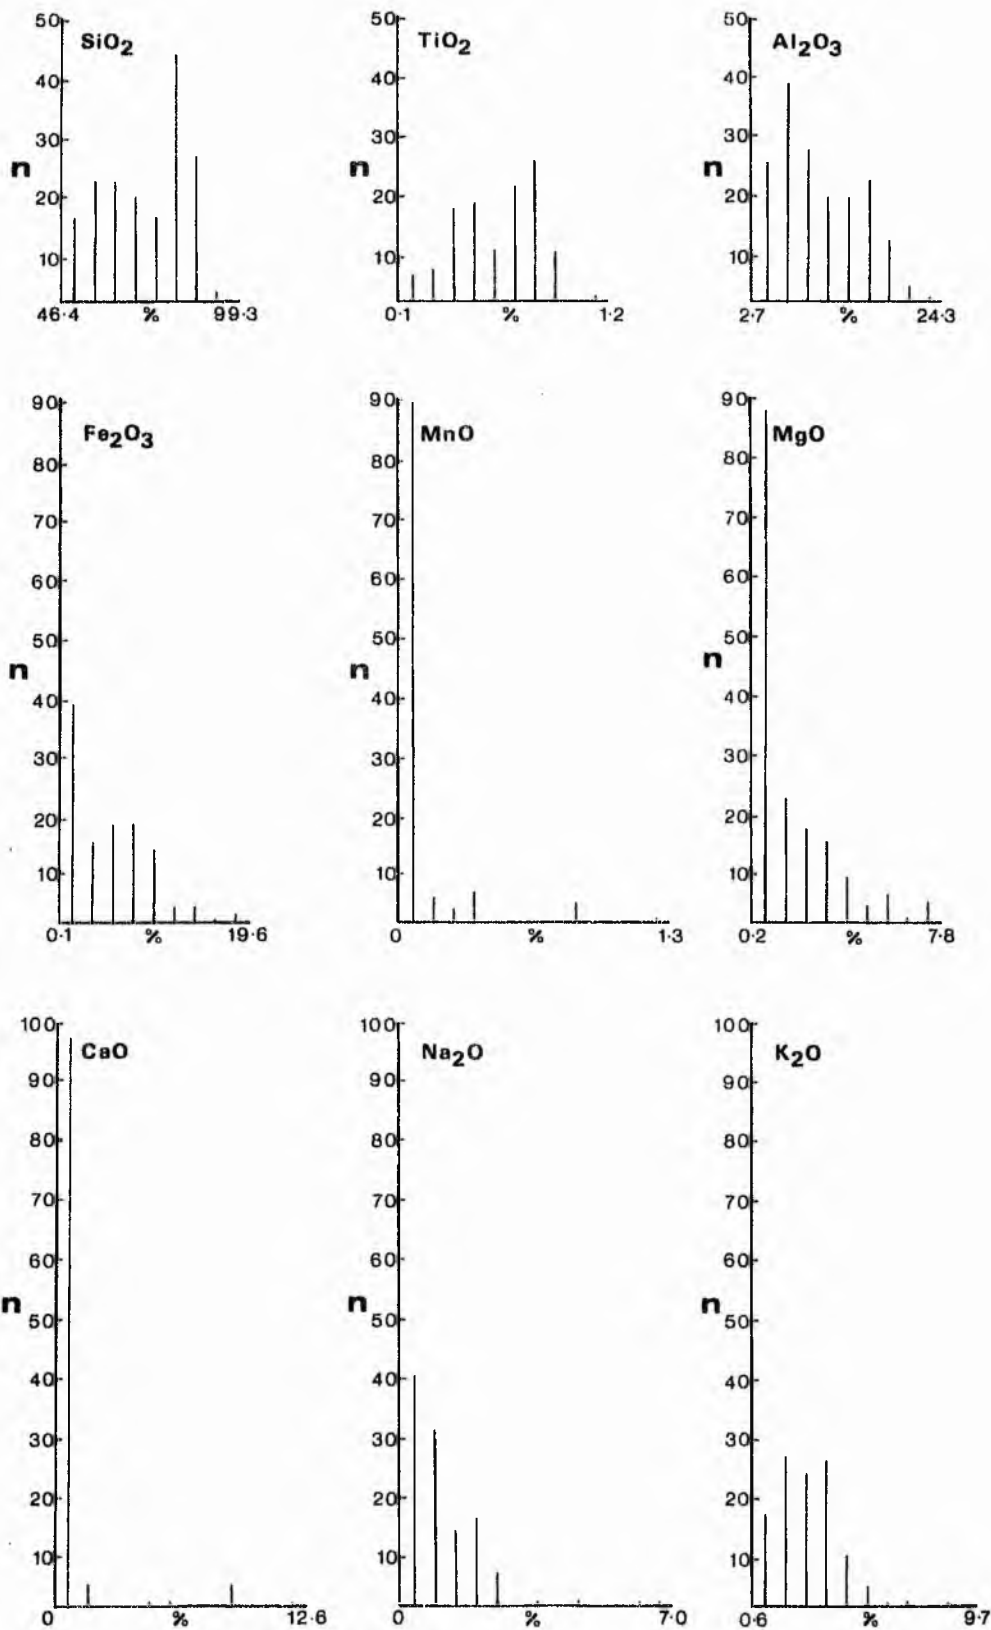 SiO2
50
40
30
20
10
n
46·4 % 99·3
TiO2
50
40
30
20
10
n
0·1 % 1·2
Al2O3
50
40
30
20
10
n
2·7 % 24·3
Fe2O3
90
80
70
60
50
40
30
20
10
n
0·1 % 19·6
MnO
90
80
70
60
50
40
30
20
10
n
0 % 1·3
MgO
90
80
70
60
50
40
30
20
10
n
0·2 % 7·8
CaO
100
90
80
70
60
50
40
30
20
10
n
0 % 12·6
Na2O
100
90
80
70
60
50
40
30
20
10
n
0 % 7·0
K2O
100
90
80
70
60
50
40
30
20
10
n
0·6 % 9·7